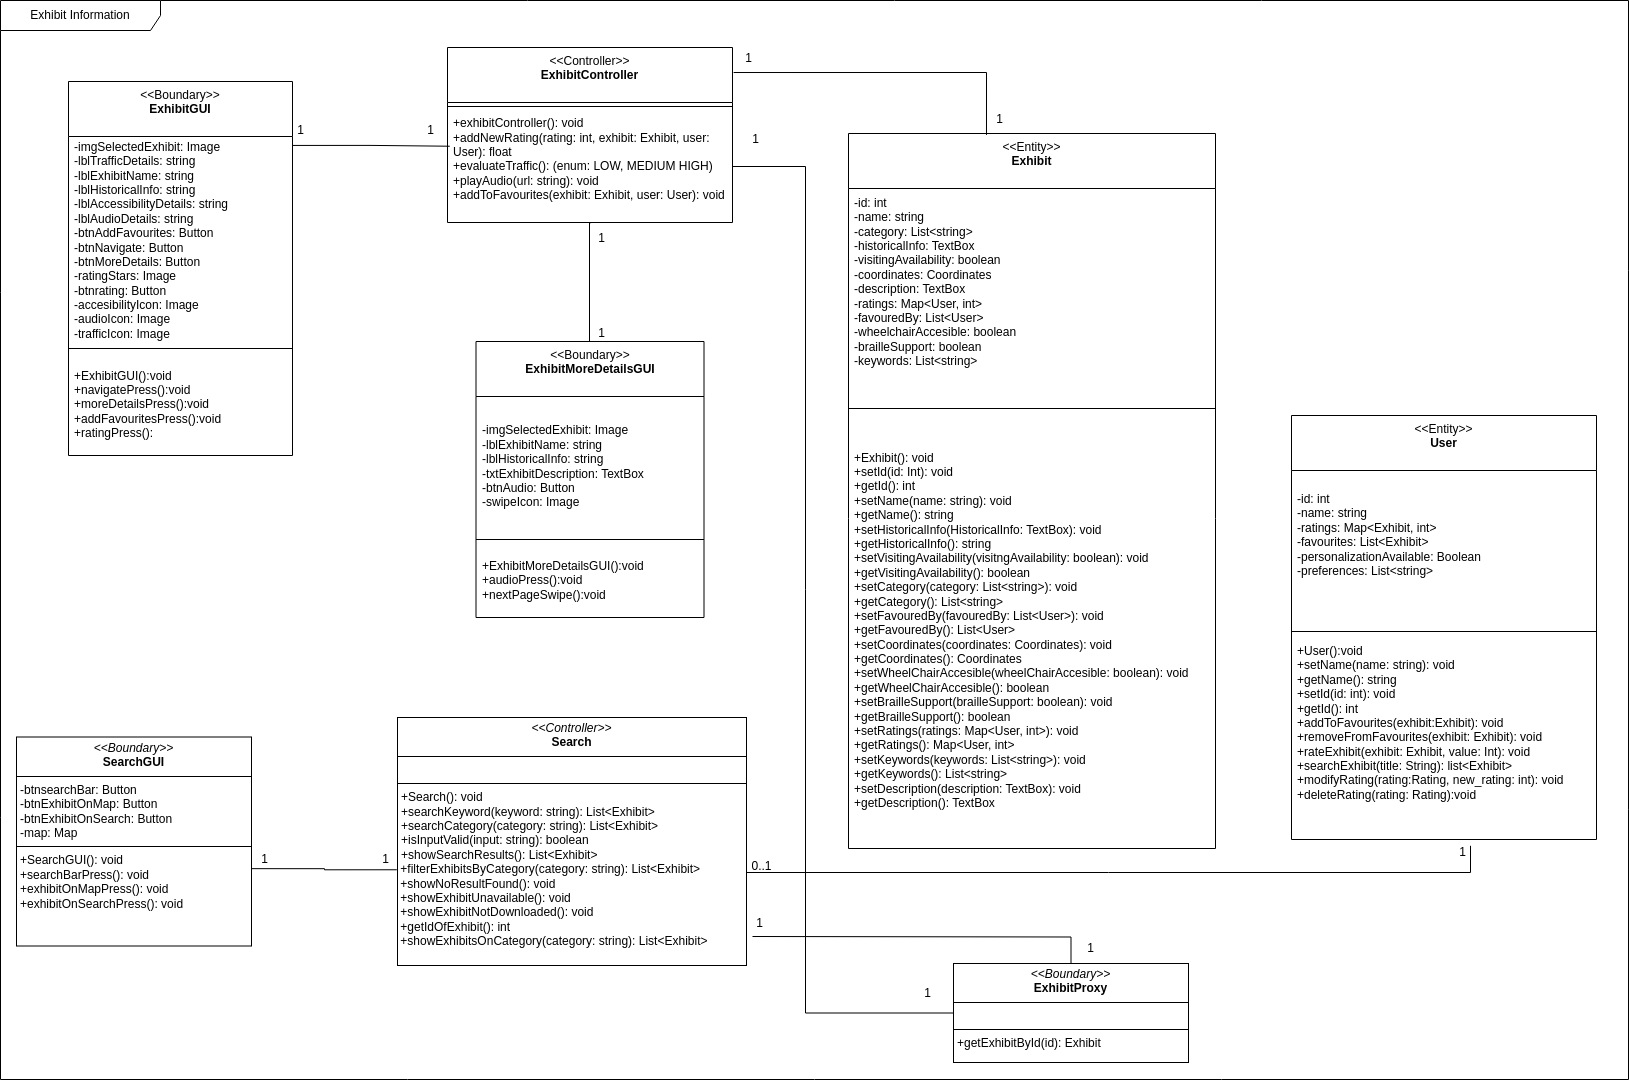 Exhibit Information
<<Boundary>>
ExhibitGUI
-imgSelectedExhibit: Image
-lblTrafficDetails: string
-lblExhibitName: string
-lblHistoricalInfo: string
-lblAccessibilityDetails: string
-lblAudioDetails: string
-btnAddFavourites: Button
-btnNavigate: Button
-btnMoreDetails: Button
-ratingStars: Image
-btnrating: Button
-accesibilityIcon: Image
-audioIcon: Image
-trafficIcon: Image
+ExhibitGUI():void
+navigatePress():void
+moreDetailsPress():void
+addFavouritesPress():void
+ratingPress():
1
1
<<Controller>>
ExhibitController
+exhibitController(): void
+addNewRating(rating: int, exhibit: Exhibit, user:
User): float
+evaluateTraffic(): (enum: LOW, MEDIUM HIGH)
+playAudio(url: string): void
+addToFavourites(exhibit: Exhibit, user: User): void
1
1
1
1
1
<<Boundary>>
ExhibitMoreDetailsGUI
-imgSelectedExhibit: Image
-lblExhibitName: string
-lblHistoricalInfo: string
-txtExhibitDescription: TextBox
-btnAudio: Button
-swipeIcon: Image
+ExhibitMoreDetailsGUI():void
+audioPress():void
+nextPageSwipe():void
<<Entity>>
Exhibit
-id: int
-name: string
-category: List<string>
-historicalInfo: TextBox
-visitingAvailability: boolean
-coordinates: Coordinates
-description: TextBox
-ratings: Map<User, int>
-favouredBy: List<User>
-wheelchairAccesible: boolean
-brailleSupport: boolean
-keywords: List<string>
+Exhibit(): void
+setId(id: Int): void
+getId(): int
+setName(name: string): void
+getName(): string
+setHistoricalInfo(HistoricalInfo: TextBox): void
+getHistoricalInfo(): string
+setVisitingAvailability(visitngAvailability: boolean): void
+getVisitingAvailability(): boolean
+setCategory(category: List<string>): void
+getCategory(): List<string>
+setFavouredBy(favouredBy: List<User>): void
+getFavouredBy(): List<User>
+setCoordinates(coordinates: Coordinates): void
+getCoordinates(): Coordinates
+setWheelChairAccesible(wheelChairAccesible: boolean): void
+getWheelChairAccesible(): boolean
+setBrailleSupport(brailleSupport: boolean): void
+getBrailleSupport(): boolean
+setRatings(ratings: Map<User, int>): void
+getRatings(): Map<User, int>
+setKeywords(keywords: List<string>): void
+getKeywords(): List<string>
+setDescription(description: TextBox): void
+getDescription(): TextBox
<<Entity>>
User
-id: int
-name: string
-ratings: Map<Exhibit, int>
-favourites: List<Exhibit>
-personalizationAvailable: Boolean
-preferences: List<string>
+User():void
+setName(name: string): void
+getName(): string
+setId(id: int): void
+getId(): int
+addToFavourites(exhibit:Exhibit): void
+removeFromFavourites(exhibit: Exhibit): void
+rateExhibit(exhibit: Exhibit, value: Int): void
+searchExhibit(title: String): list<Exhibit>
+modifyRating(rating:Rating, new_rating: int): void
+deleteRating(rating: Rating):void
1
<<Boundary>>
SearchGUI
-btnsearchBar: Button
-btnExhibitOnMap: Button
-btnExhibitOnSearch: Button
-map: Map
+SearchGUI(): void
+searchBarPress(): void
+exhibitOnMapPress(): void
+exhibitOnSearchPress(): void
1
1
<<Controller>>
Search
+Search(): void
+searchKeyword(keyword: string): List<Exhibit>
+searchCategory(category: string): List<Exhibit>
+isInputValid(input: string): boolean
+showSearchResults(): List<Exhibit>
+filterExhibitsByCategory(category: string): List<Exhibit>
+showNoResultFound(): void
+showExhibitUnavailable(): void
+showExhibitNotDownloaded(): void
+getIdOfExhibit(): int
+showExhibitsOnCategory(category: string): List<Exhibit>
0..1
1
1
1
<<Boundary>>
ExhibitProxy
+getExhibitById(id): Exhibit